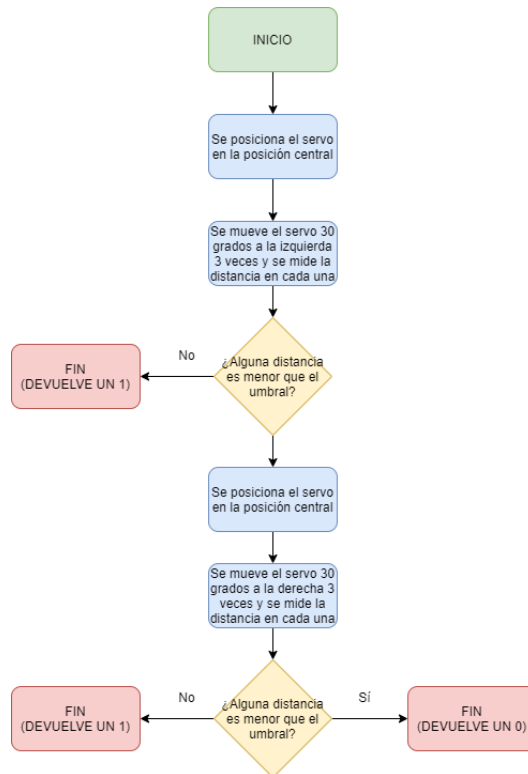 INICIO
Se posiciona el servo
en la posición central
Se mueve el servo 30
grados a la izquierda
3 veces y se mide la
distancia en cada una
¿Alguna distancia
es menor que el
umbral?
No
FIN
(DEVUELVE UN 1)
Se posiciona el servo
en la posición central
Se mueve el servo 30
grados a la derecha 3
veces y se mide la
distancia en cada una
¿Alguna distancia
es menor que el
umbral?
No
Sí
FIN
(DEVUELVE UN 1)
FIN
(DEVUELVE UN 0)